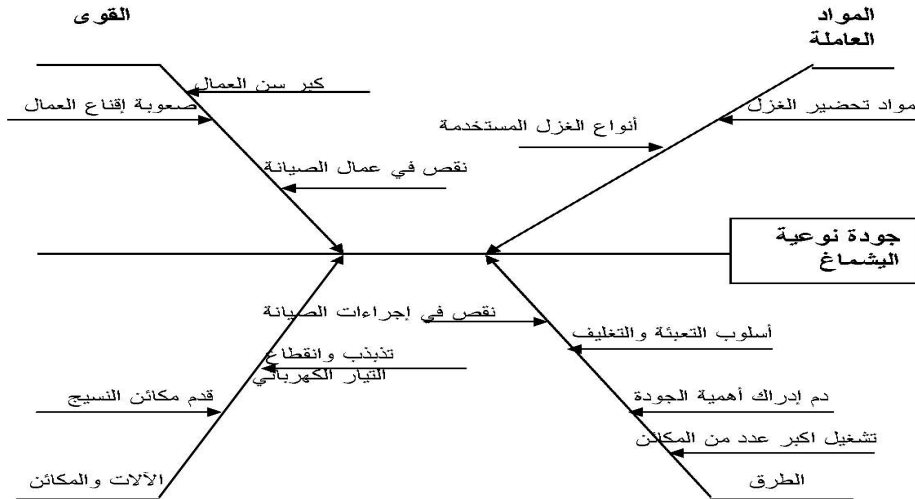 المواد
العاملة
القوى
كبر سن العمال
صعوبة إقناع العمال
نقص في عمال الصيانة
مواد تحضير الغزل
أنواع الغزل المستخدمة
جودة نوعية
اليشماغ
نقص في إجراءات الصيانة
أسلوب التعبئة والتغليف
دم إدراك أهمية الجودة
تشغيل اكبر عدد من المكائن
الطرق
تذبذب وانقطاع
التيار الكهربائي
قدم مكائن النسيج
الآلات والمكائن